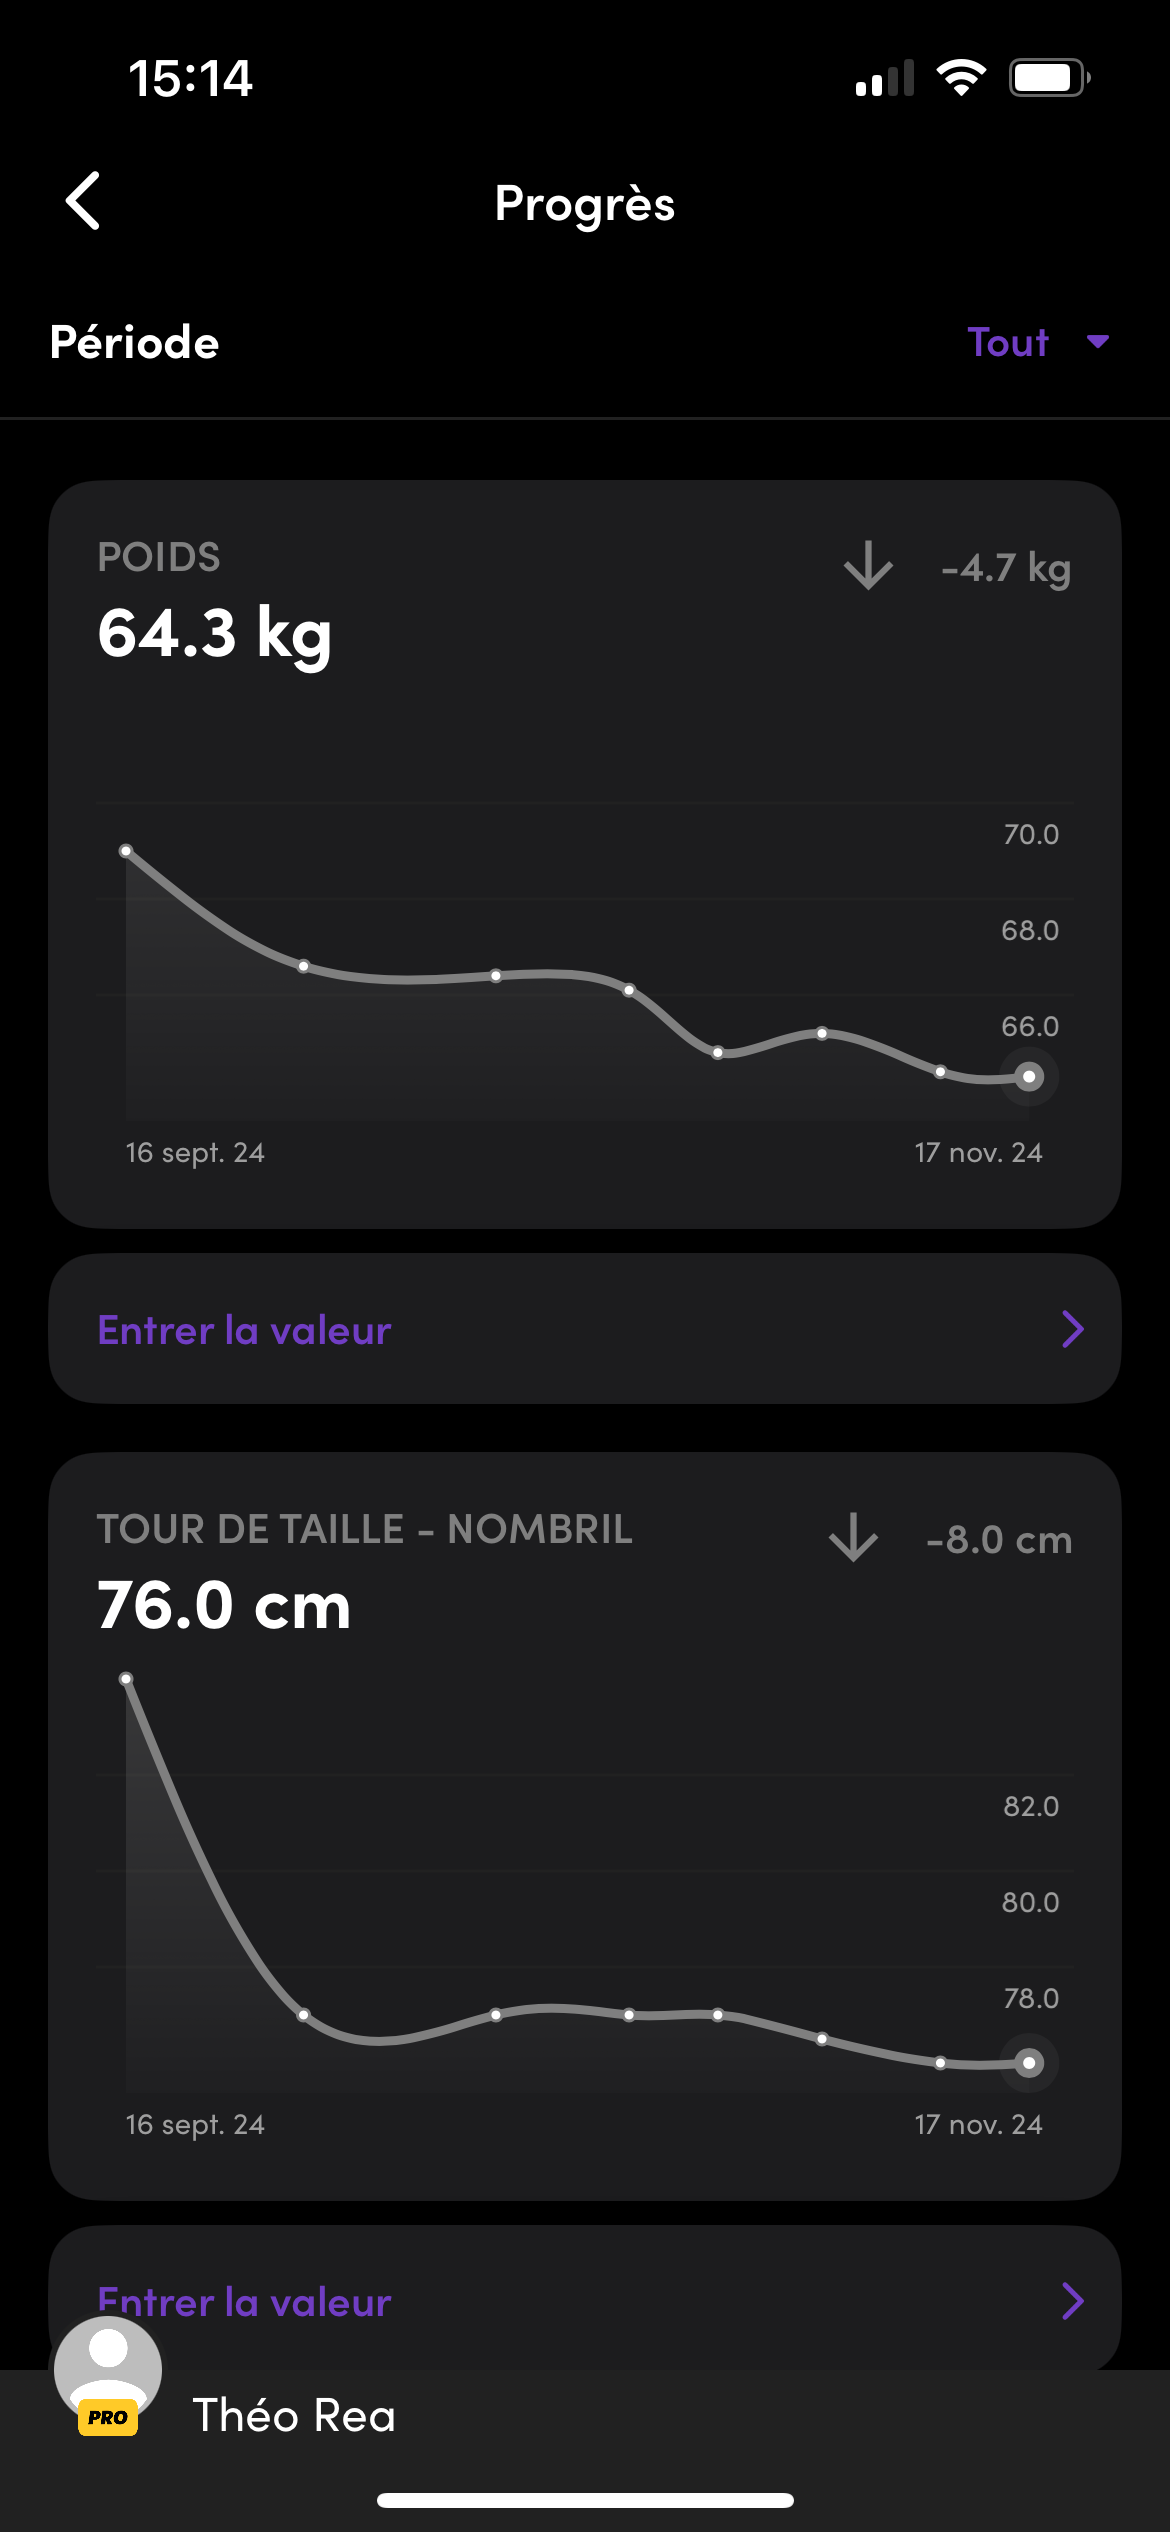 15:14
Progrès
Période
Tout
POIDS
-4.7 kg
64.3 kg
70.0
68.0
66.0
16 sept. 24
17 nov. 24
Entrer la valeur
TOUR DE TAILLE - NOMBRIL
-8.0 cm
76.0 cm
82.0
80.0
78.0
16 sept. 24
17 nov. 24
Entrer la valeur
PRO
Théo Rea